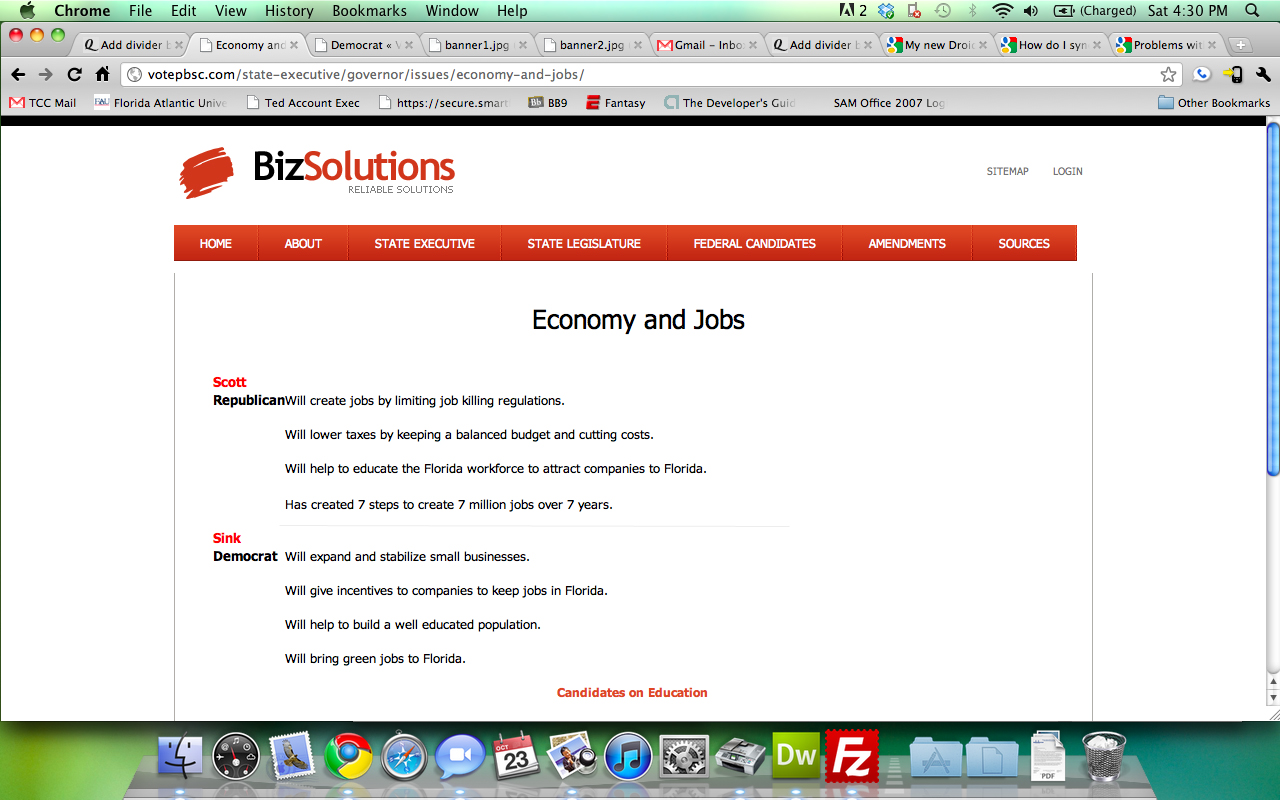 Chrome File Edit View History Bookmarks Window Help 2 (Charged) Sat 4:30 PM
Add divider b Economy and Democrat « V banner1.jpg banner2.jpg Gmail – Inbo Add divider b My new Droid How do I syn Problems wit
votepbsc.com/state-executive/governor/issues/economy-and-jobs/
TCC Mail FAU Florida Atlantic Unive Ted Account Exec https://secure.smart Bb BB9 Fantasy The Developer's Guid SAM Office 2007 Log Other Bookmarks
BizSolutions
RELIABLE SOLUTIONS
SITEMAP LOGIN
HOME ABOUT STATE EXECUTIVE STATE LEGISLATURE FEDERAL CANDIDATES AMENDMENTS SOURCES
Economy and Jobs
Scott
Republican Will create jobs by limiting job killing regulations.
Will lower taxes by keeping a balanced budget and cutting costs.
Will help to educate the Florida workforce to attract companies to Florida.
Has created 7 steps to create 7 million jobs over 7 years.
Sink
Democrat Will expand and stabilize small businesses.
Will give incentives to companies to keep jobs in Florida.
Will help to build a well educated population.
Will bring green jobs to Florida.
Candidates on Education
OCT
23
Dw
Fz
PDF